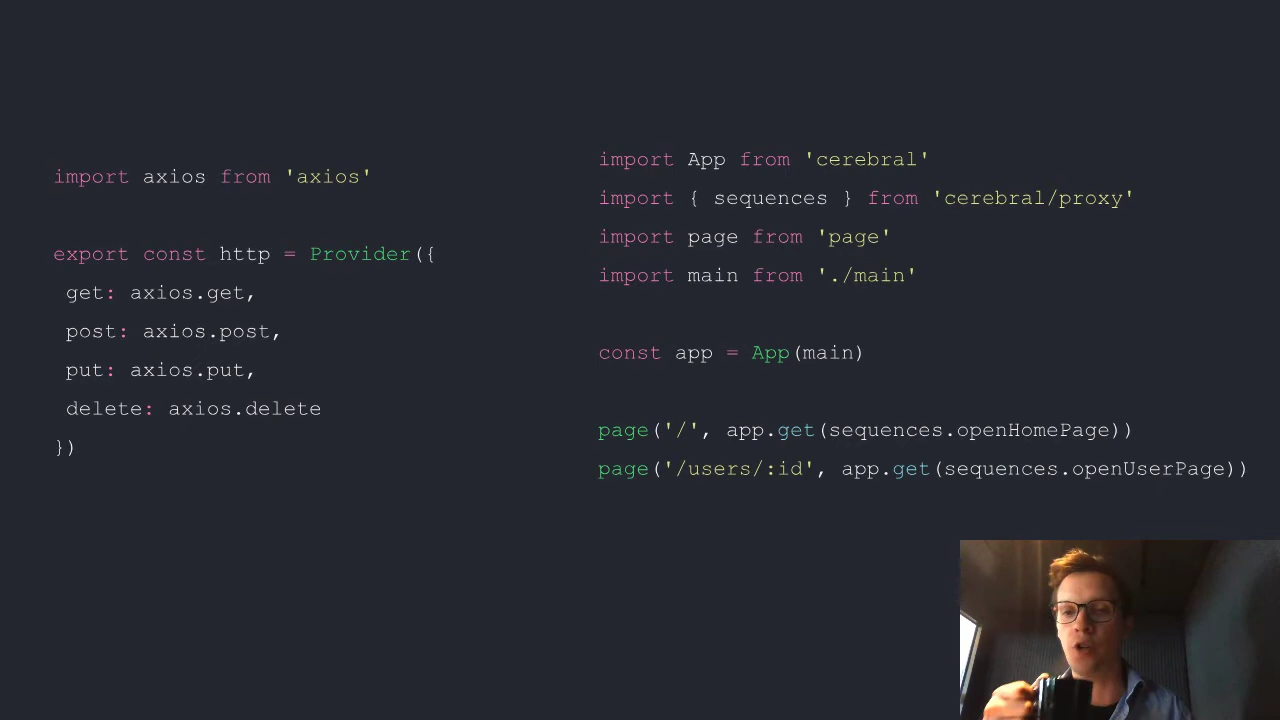 import axios from 'axios'
export const http = Provider({
get: axios.get,
post: axios.post,
put: axios.put,
delete: axios.delete
})
import App from 'cerebral'
import { sequences } from 'cerebral/proxy'
import page from 'page'
import main from './main'
const app = App(main)
page('/', app.get(sequences.openHomePage))
page('/users/:id', app.get(sequences.openUserPage))